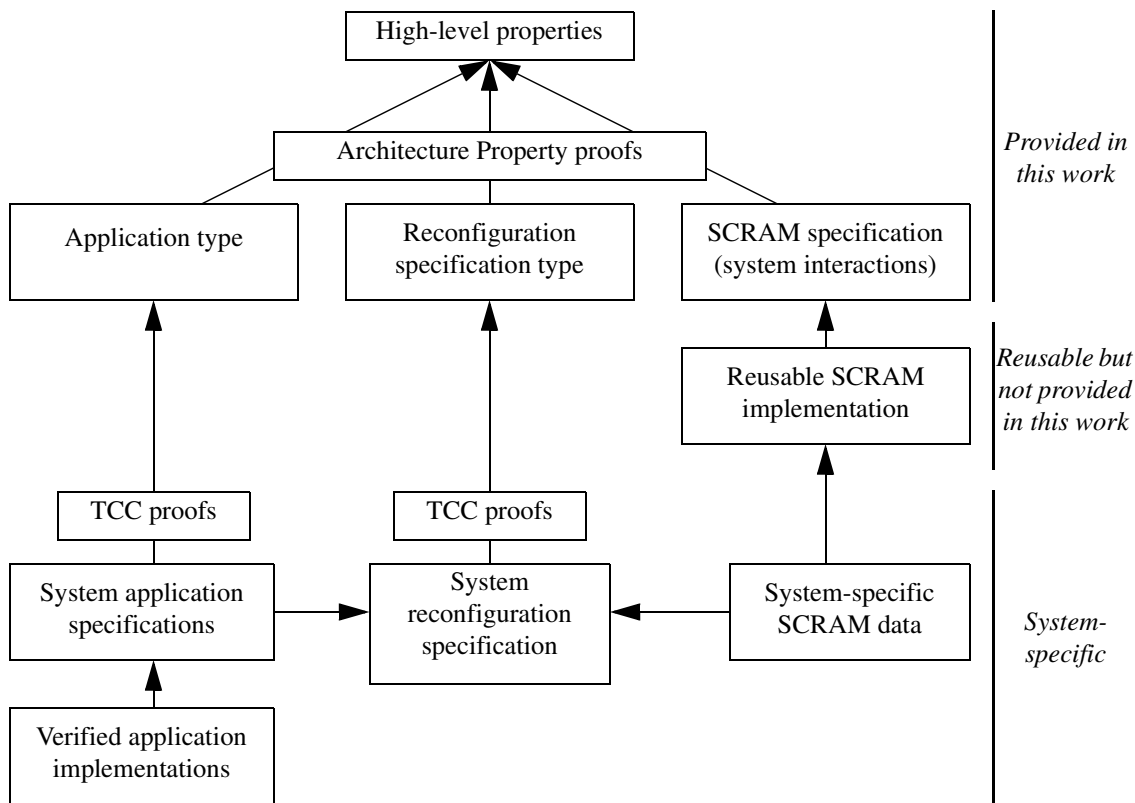 High-level properties
Architecture Property proofs
Provided in
this work
Application type
Reconfiguration
specification type
SCRAM specification
(system interactions)
Reusable SCRAM
implementation
Reusable but
not provided
in this work
TCC proofs
TCC proofs
System application
specifications
System
reconfiguration
specification
System-specific
SCRAM data
System-
specific
Verified application
implementations